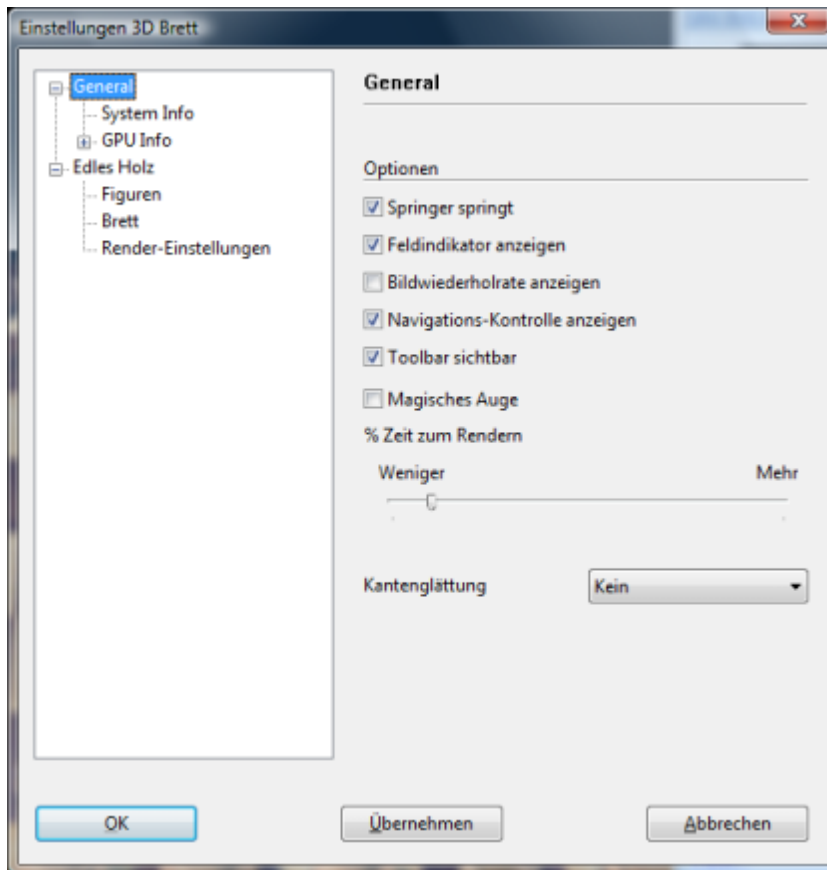 Einstellungen 3D Brett
General
System Info
GPU Info
Edles Holz
Figuren
Brett
Render-Einstellungen
General
Optionen
Springer springt
Feldindikator anzeigen
Bildwiederholrate anzeigen
Navigations-Kontrolle anzeigen
Toolbar sichtbar
Magisches Auge
% Zeit zum Rendern
Weniger Mehr
Kantenglättung Kein
OK Übernehmen Abbrechen